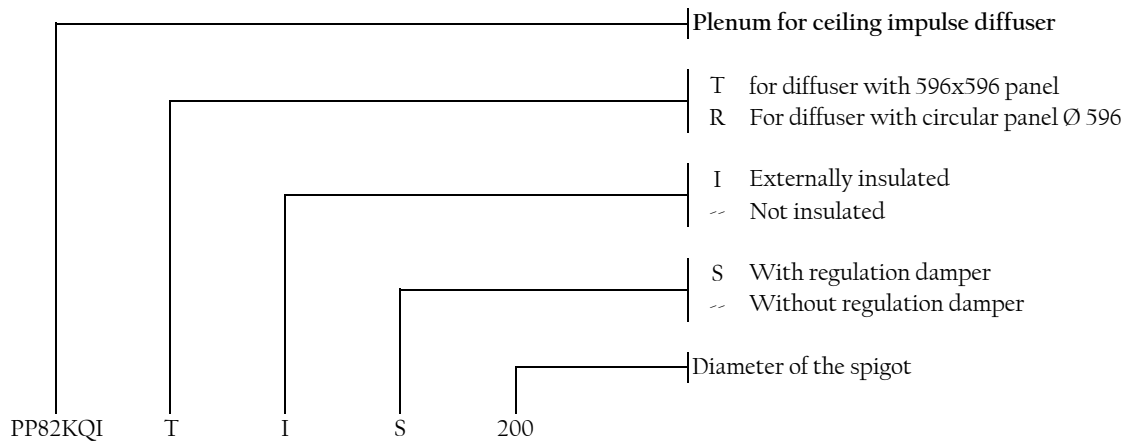 Plenum for ceiling impulse diffuser
T for diffuser with 596x596 panel
R For diffuser with circular panel Ø 596
I Externally insulated
-- Not insulated
S With regulation damper
-- Without regulation damper
Diameter of the spigot
PP82KQI T I S 200